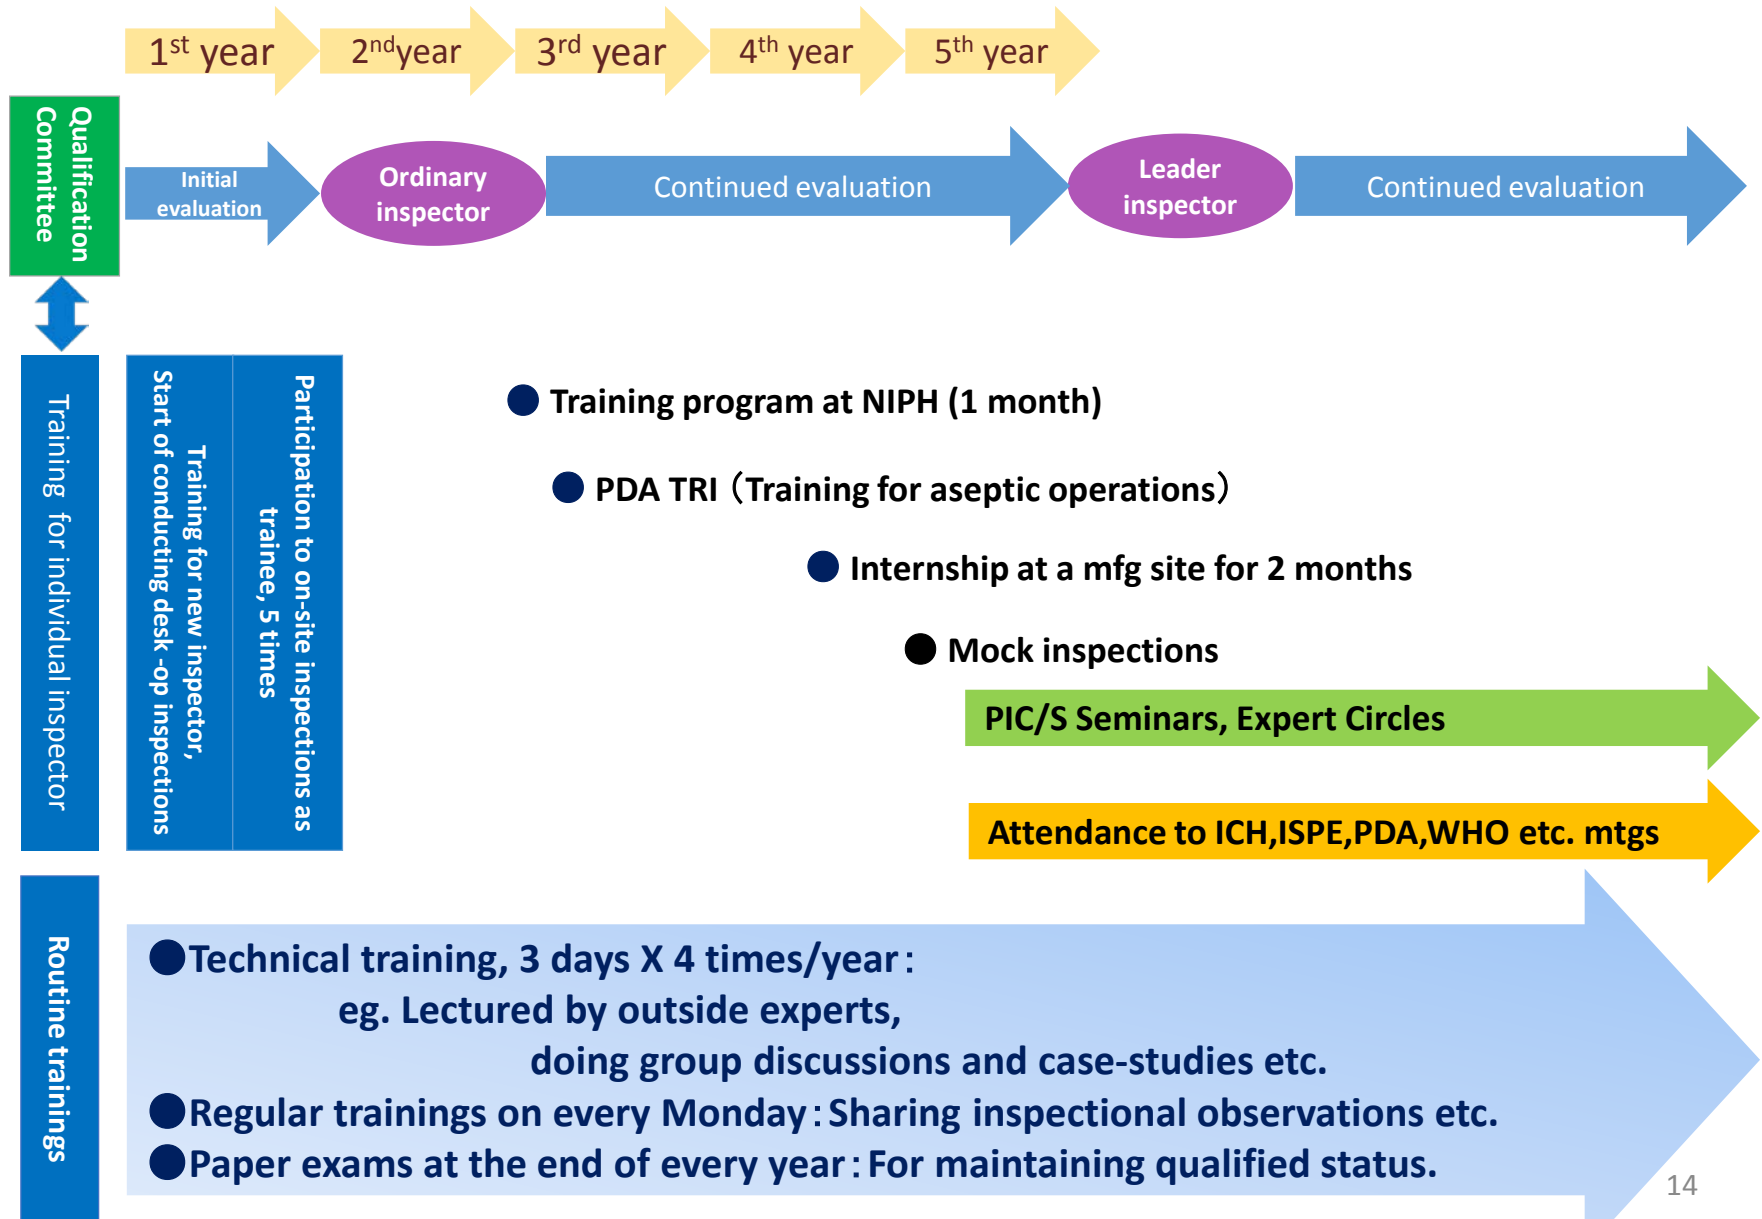 1st year
2ndyear
3rd year
4th year
5th year
Qualification
Committee
Initial
evaluation
Ordinary
inspector
Continued evaluation
Leader
inspector
Continued evaluation
Training for individual inspector
Training for new inspector,
Start of conducting desk -op inspections
Participation to on-site inspections as
trainee, 5 times
● Training program at NIPH (1 month)
● PDA TRI（Training for aseptic operations）
● Internship at a mfg site for 2 months
● Mock inspections
PIC/S Seminars, Expert Circles
Attendance to ICH,ISPE,PDA,WHO etc. mtgs
Routine trainings
●Technical training, 3 days X 4 times/year：
eg. Lectured by outside experts,
doing group discussions and case-studies etc.
●Regular trainings on every Monday：Sharing inspectional observations etc.
●Paper exams at the end of every year：For maintaining qualified status.
14